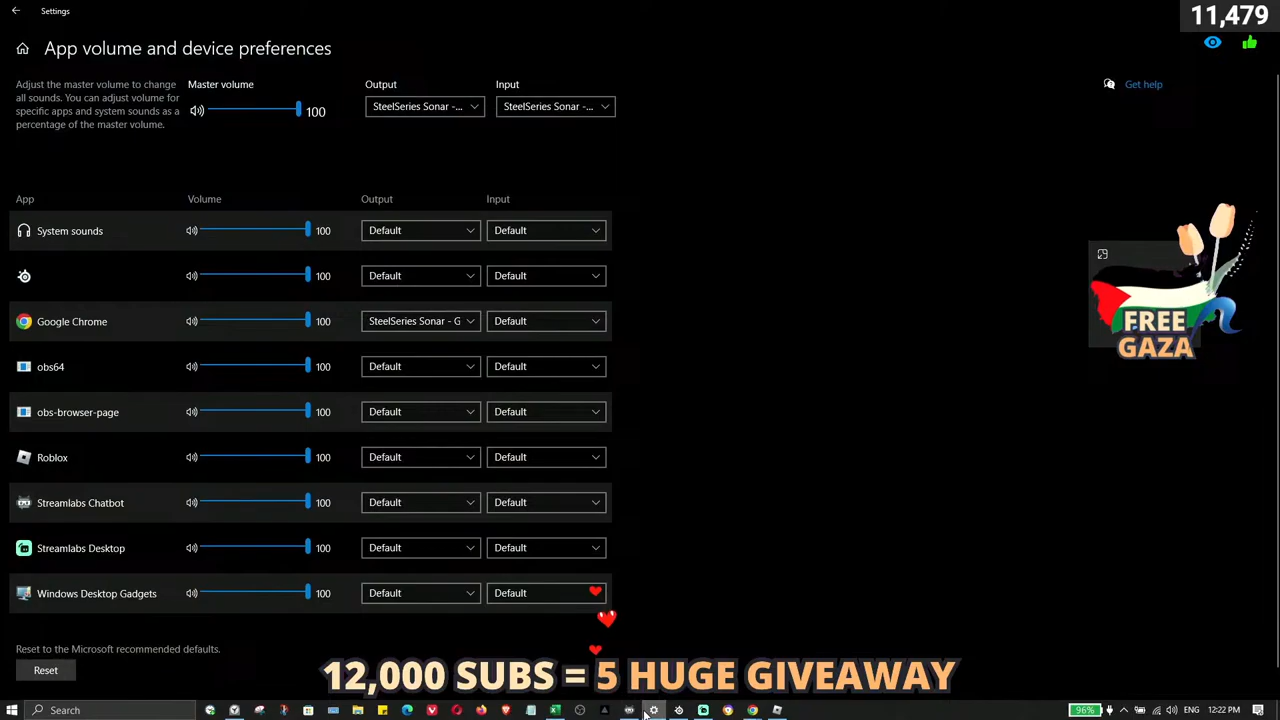 Settings
11,479
App volume and device preferences
Adjust the master volume to change
all sounds. You can adjust volume for
specific apps and system sounds as a
percentage of the master volume.
Master volume
100
Output
SteelSeries Sonar -...
Input
SteelSeries Sonar -...
Get help
App Volume Output Input
System sounds 100 Default Default
100 Default Default
Google Chrome 100 SteelSeries Sonar - G Default
obs64 100 Default Default
obs-browser-page 100 Default Default
Roblox 100 Default Default
Streamlabs Chatbot 100 Default Default
Streamlabs Desktop 100 Default Default
Windows Desktop Gadgets 100 Default Default
FREE
GAZA
Reset to the Microsoft recommended defaults.
Reset
12,000 SUBS = 5 HUGE GIVEAWAY
Search
96%
ENG
12:22 PM